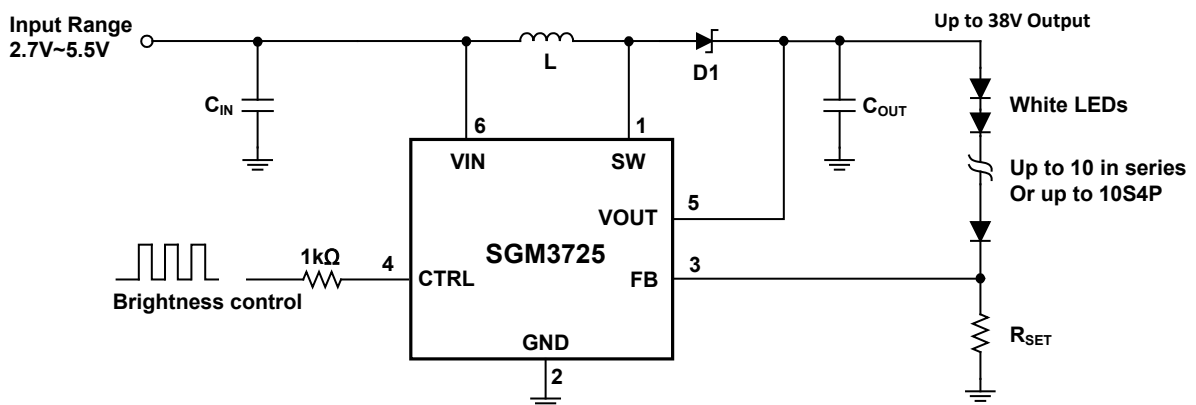 Input Range
2.7V~5.5V
Up to 38V Output
L
D1
CIN
COUT
White LEDs
6
1
VIN
SW
Up to 10 in series
Or up to 10S4P
5
VOUT
SGM3725
1kΩ
4
3
CTRL
FB
Brightness control
GND
RSET
2